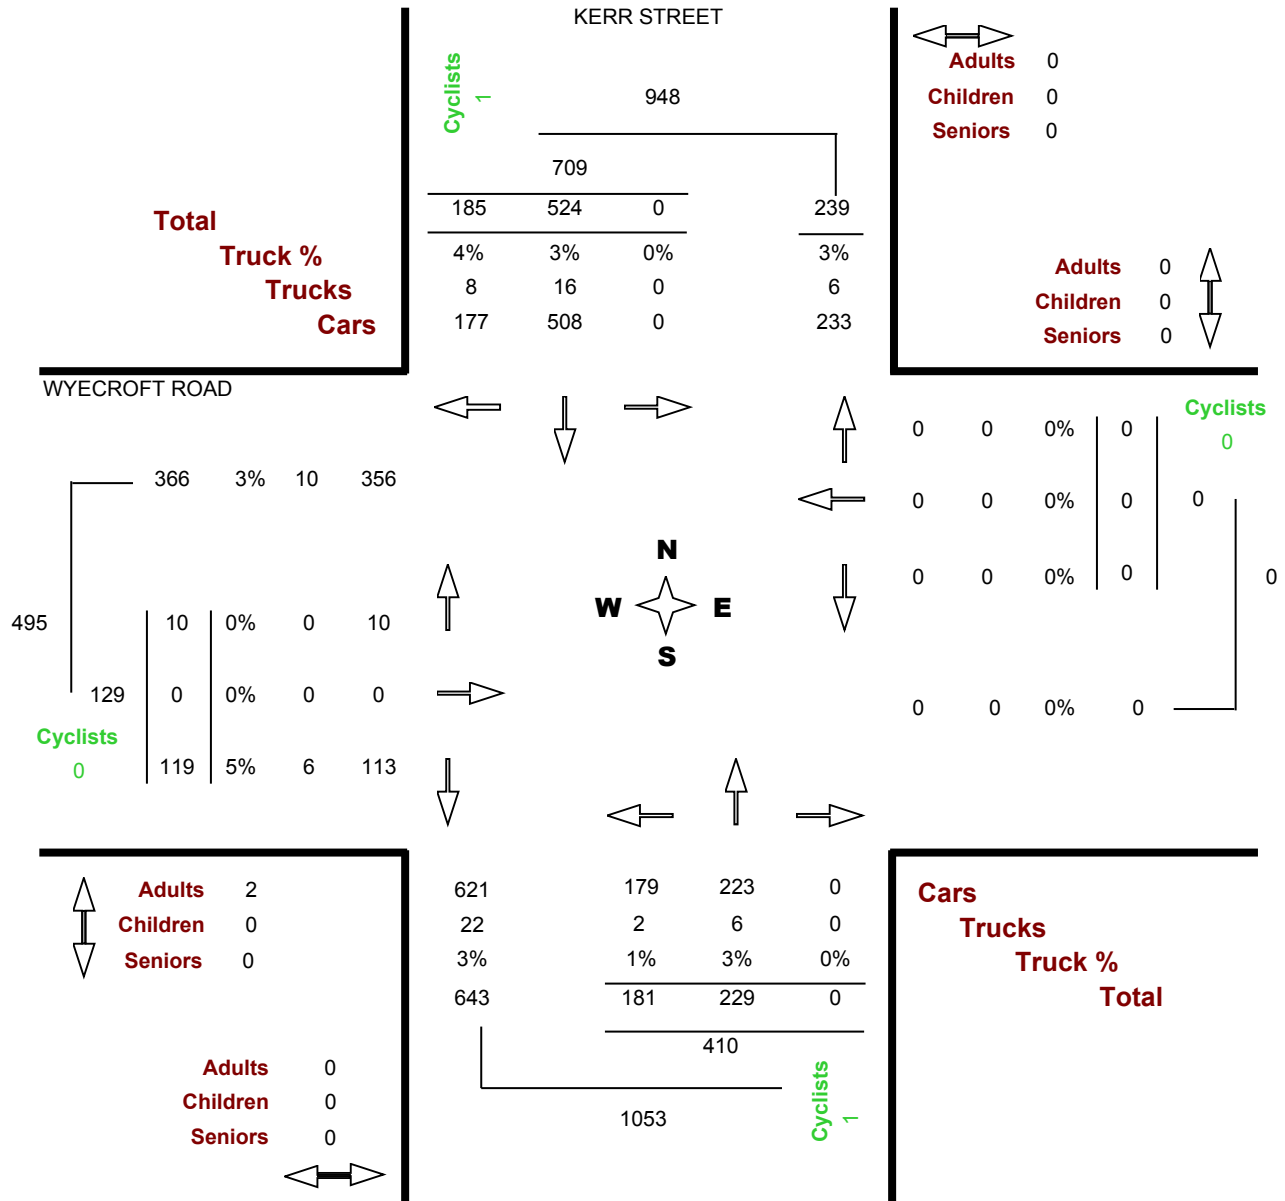 KERR STREET
Cyclists
1
948
709
185 524 0 239
4% 3% 0% 3%
8 16 0 6
177 508 0 233
Total
Truck %
Trucks
Cars
Adults 0
Children 0
Seniors 0
Adults 0
Children 0
Seniors 0
WYECROFT ROAD
Cyclists
0
0 0 0% 0
366 3% 10 356
0 0 0% 0 0
N
W E
S
0 0 0% 0
0
495
10 0% 0 10
129 0 0% 0 0
0 0 0% 0
Cyclists
0
119 5% 6 113
Adults 2
Children 0
Seniors 0
621 179 223 0
22 2 6 0
3% 1% 3% 0%
643 181 229 0
410
1053
Cyclists
1
Cars
Trucks
Truck %
Total
Adults 0
Children 0
Seniors 0